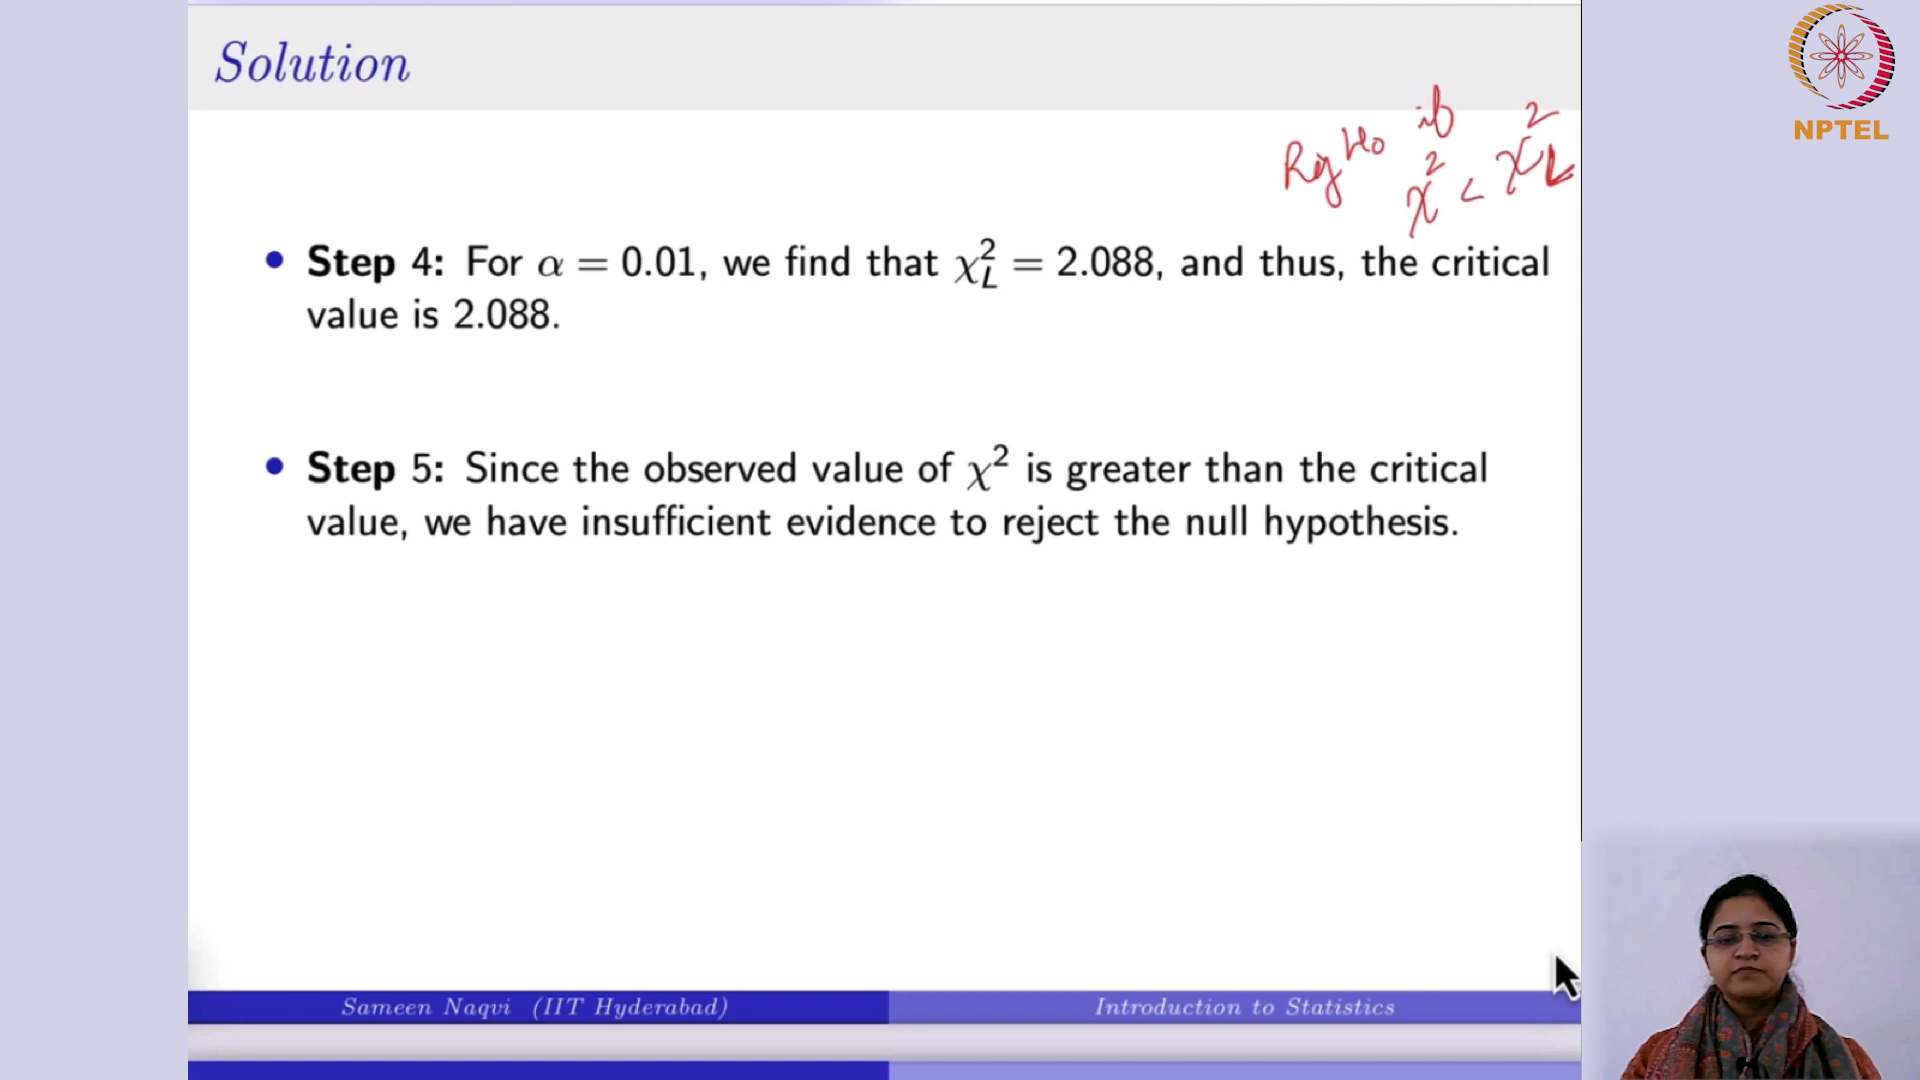 Solution
Rej H₀ if
χ² < χ²_L
NPTEL
• Step 4: For α = 0.01, we find that χ²_L = 2.088, and thus, the critical
value is 2.088.
• Step 5: Since the observed value of χ² is greater than the critical
value, we have insufficient evidence to reject the null hypothesis.
Sameen Naqvi (IIT Hyderabad)
Introduction to Statistics